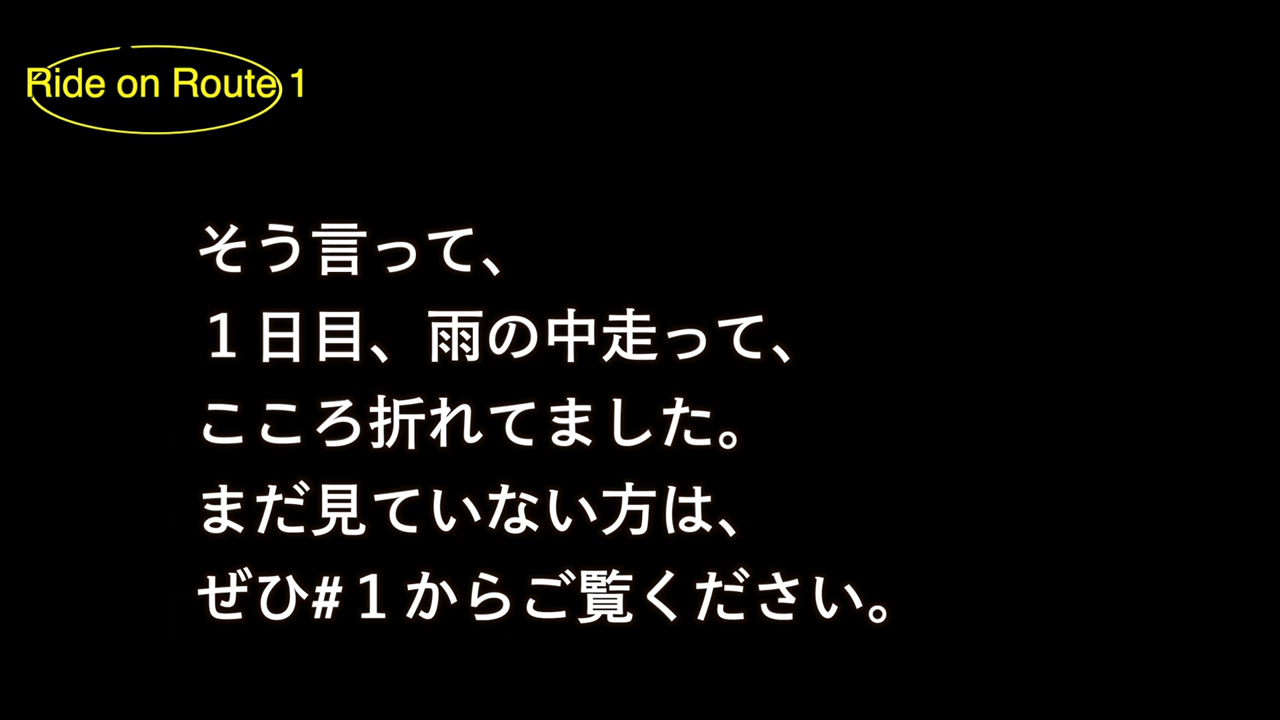 Ride on Route 1
そう言って、
１日目、雨の中走って、
こころ折れてました。
まだ見ていない方は、
ぜひ#１からご覧ください。